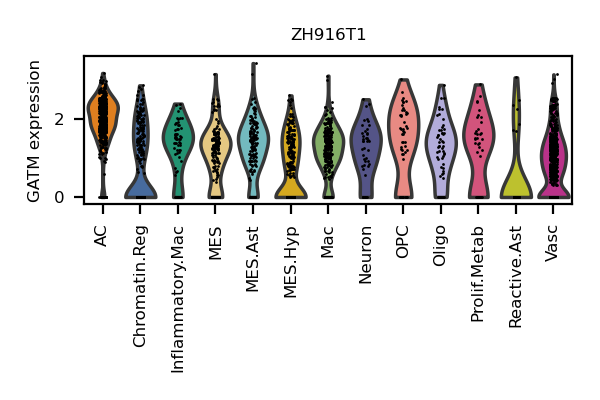 ZH916T1
GATM expression
2
0
AC
Chromatin.Reg
Inflammatory.Mac
MES
MES.Ast
MES.Hyp
Mac
Neuron
OPC
Oligo
Prolif.Metab
Reactive.Ast
Vasc